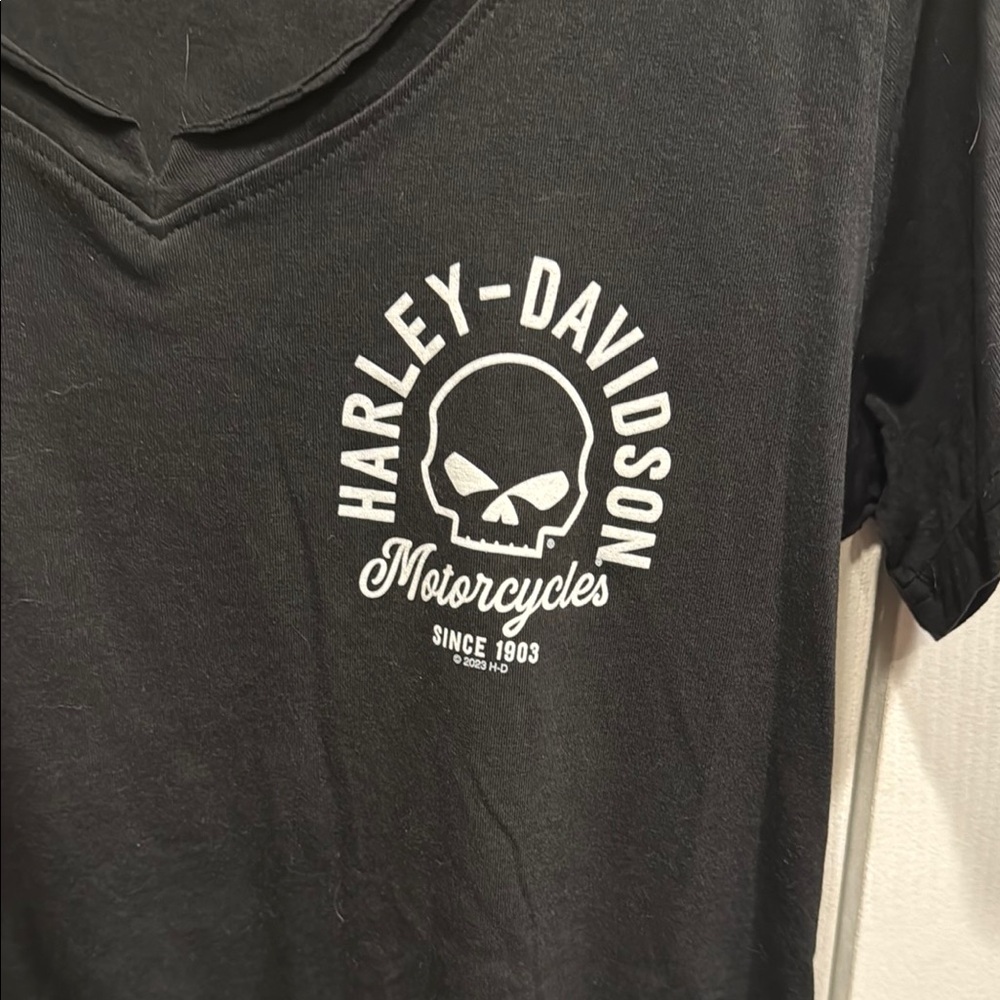 HARLEY-DAVIDSON
®
Motorcycles
SINCE 1903
© 2023 H-D